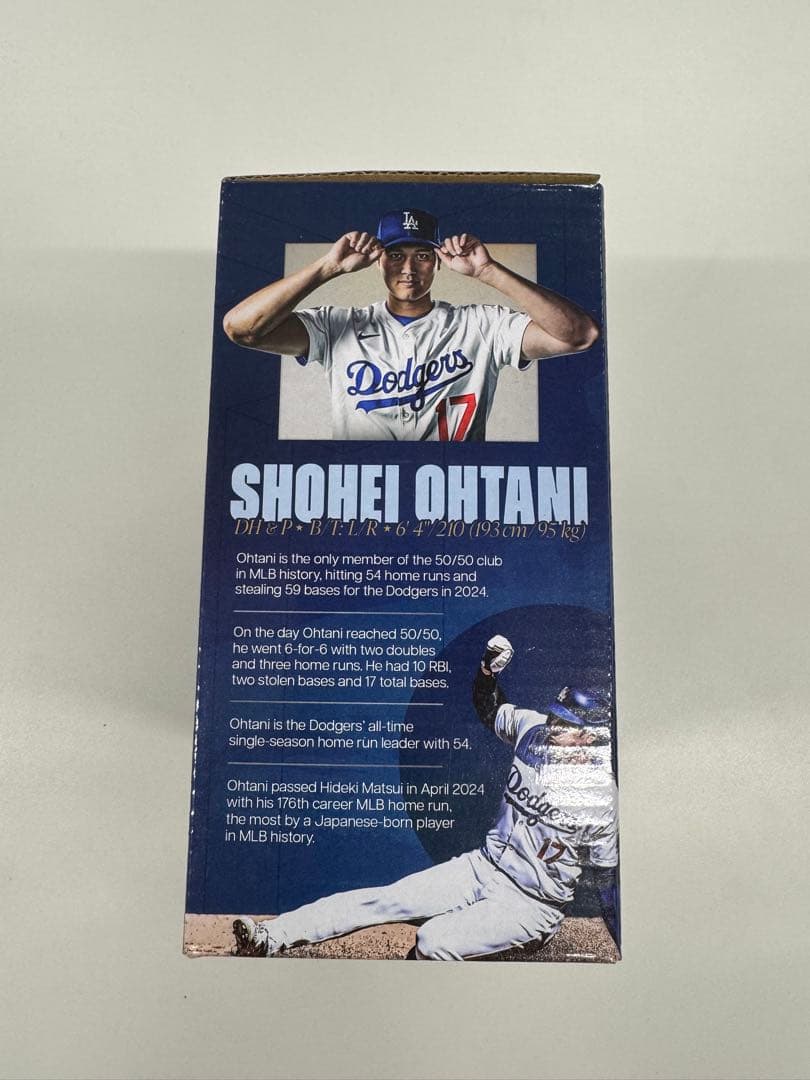 LA
Dodgers
17
SHOHEI OHTANI
DH & P ★ B/T: L/R ★ 6' 4"/210 (193 cm/95 kg)
Ohtani is the only member of the 50/50 club
in MLB history, hitting 54 home runs and
stealing 59 bases for the Dodgers in 2024.
On the day Ohtani reached 50/50,
he went 6-for-6 with two doubles
and three home runs. He had 10 RBI,
two stolen bases and 17 total bases.
Ohtani is the Dodgers' all-time
single-season home run leader with 54.
Ohtani passed Hideki Matsui in April 2024
with his 176th career MLB home run,
the most by a Japanese-born player
in MLB history.
Dodgers
17